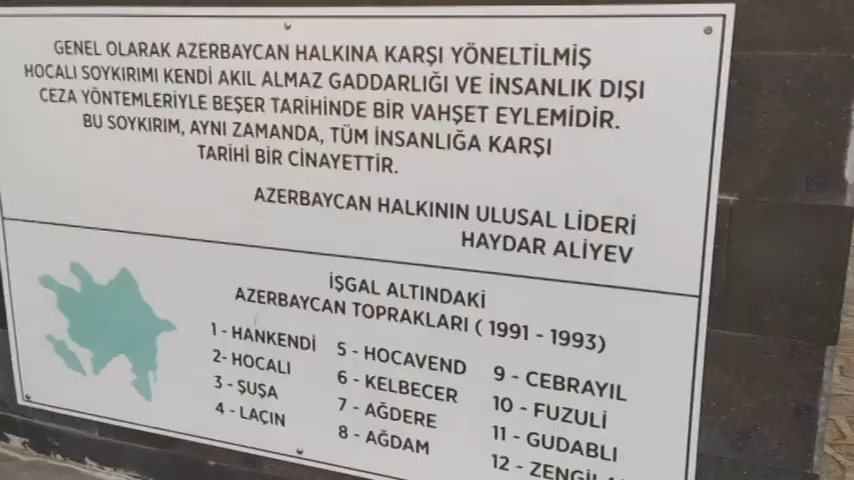 GENEL OLARAK AZERBAYCAN HALKINA KARŞI YÖNELTİLMİŞ
HOCALI SOYKIRIMI KENDİ AKIL ALMAZ GADDARLIĞI VE İNSANLIK DIŞI
CEZA YÖNTEMLERİYLE BEŞER TARİHİNDE BİR VAHŞET EYLEMİDİR.
BU SOYKIRIM, AYNI ZAMANDA, TÜM İNSANLIĞA KARŞI
TARİHİ BİR CİNAYETTİR.
AZERBAYCAN HALKININ ULUSAL LİDERİ
HAYDAR ALİYEV
İŞGAL ALTINDAKİ
AZERBAYCAN TOPRAKLARI ( 1991 - 1993)
1 - HANKENDİ
2- HOCALI
3 - ŞUŞA
4 - LAÇIN
5 - HOCAVEND
6 - KELBECER
7 - AĞDERE
8 - AĞDAM
9 - CEBRAYIL
10 - FUZULİ
11 - GUDABLI
12 -